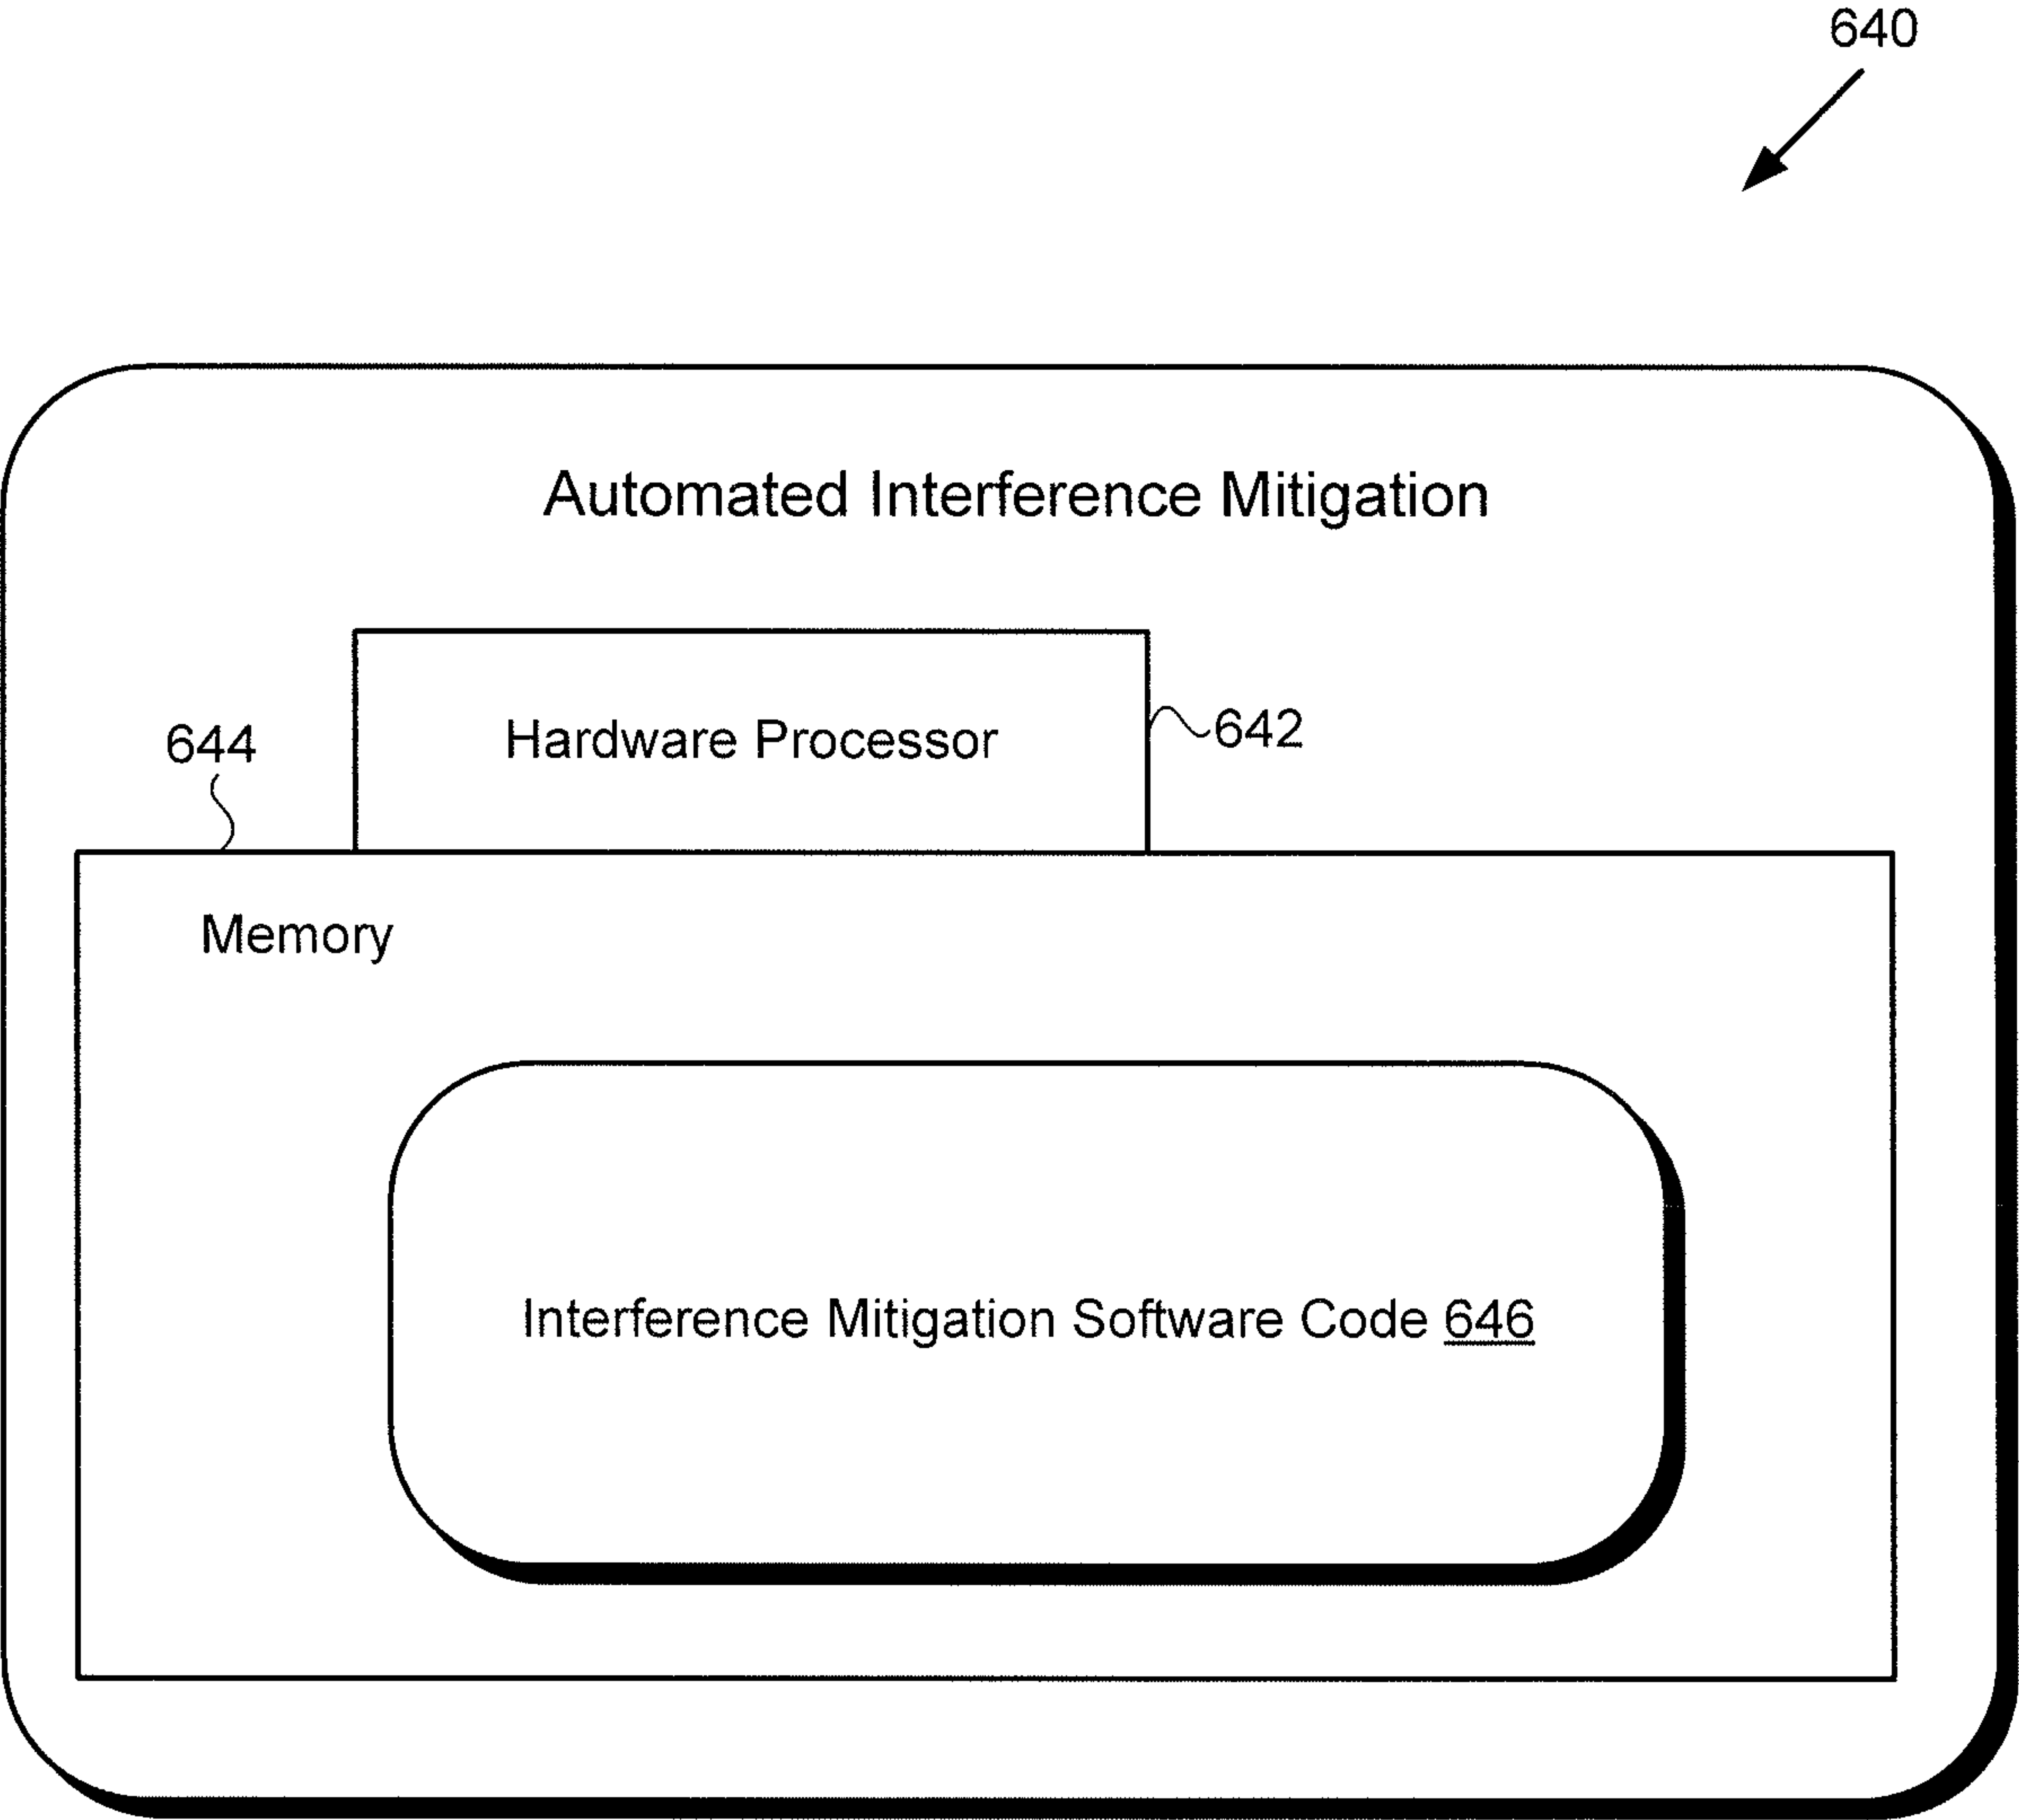 640
Automated Interference Mitigation
Hardware Processor
642
644
Memory
Interference Mitigation Software Code 646